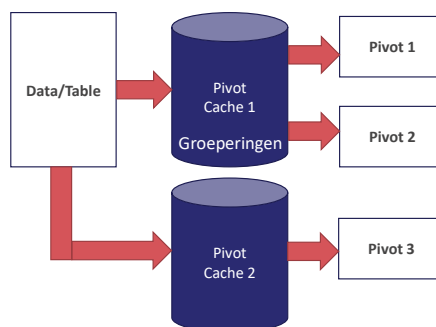 Data/Table
Pivot
Cache 1
Groeperingen
Pivot 1
Pivot 2
Pivot
Cache 2
Pivot 3